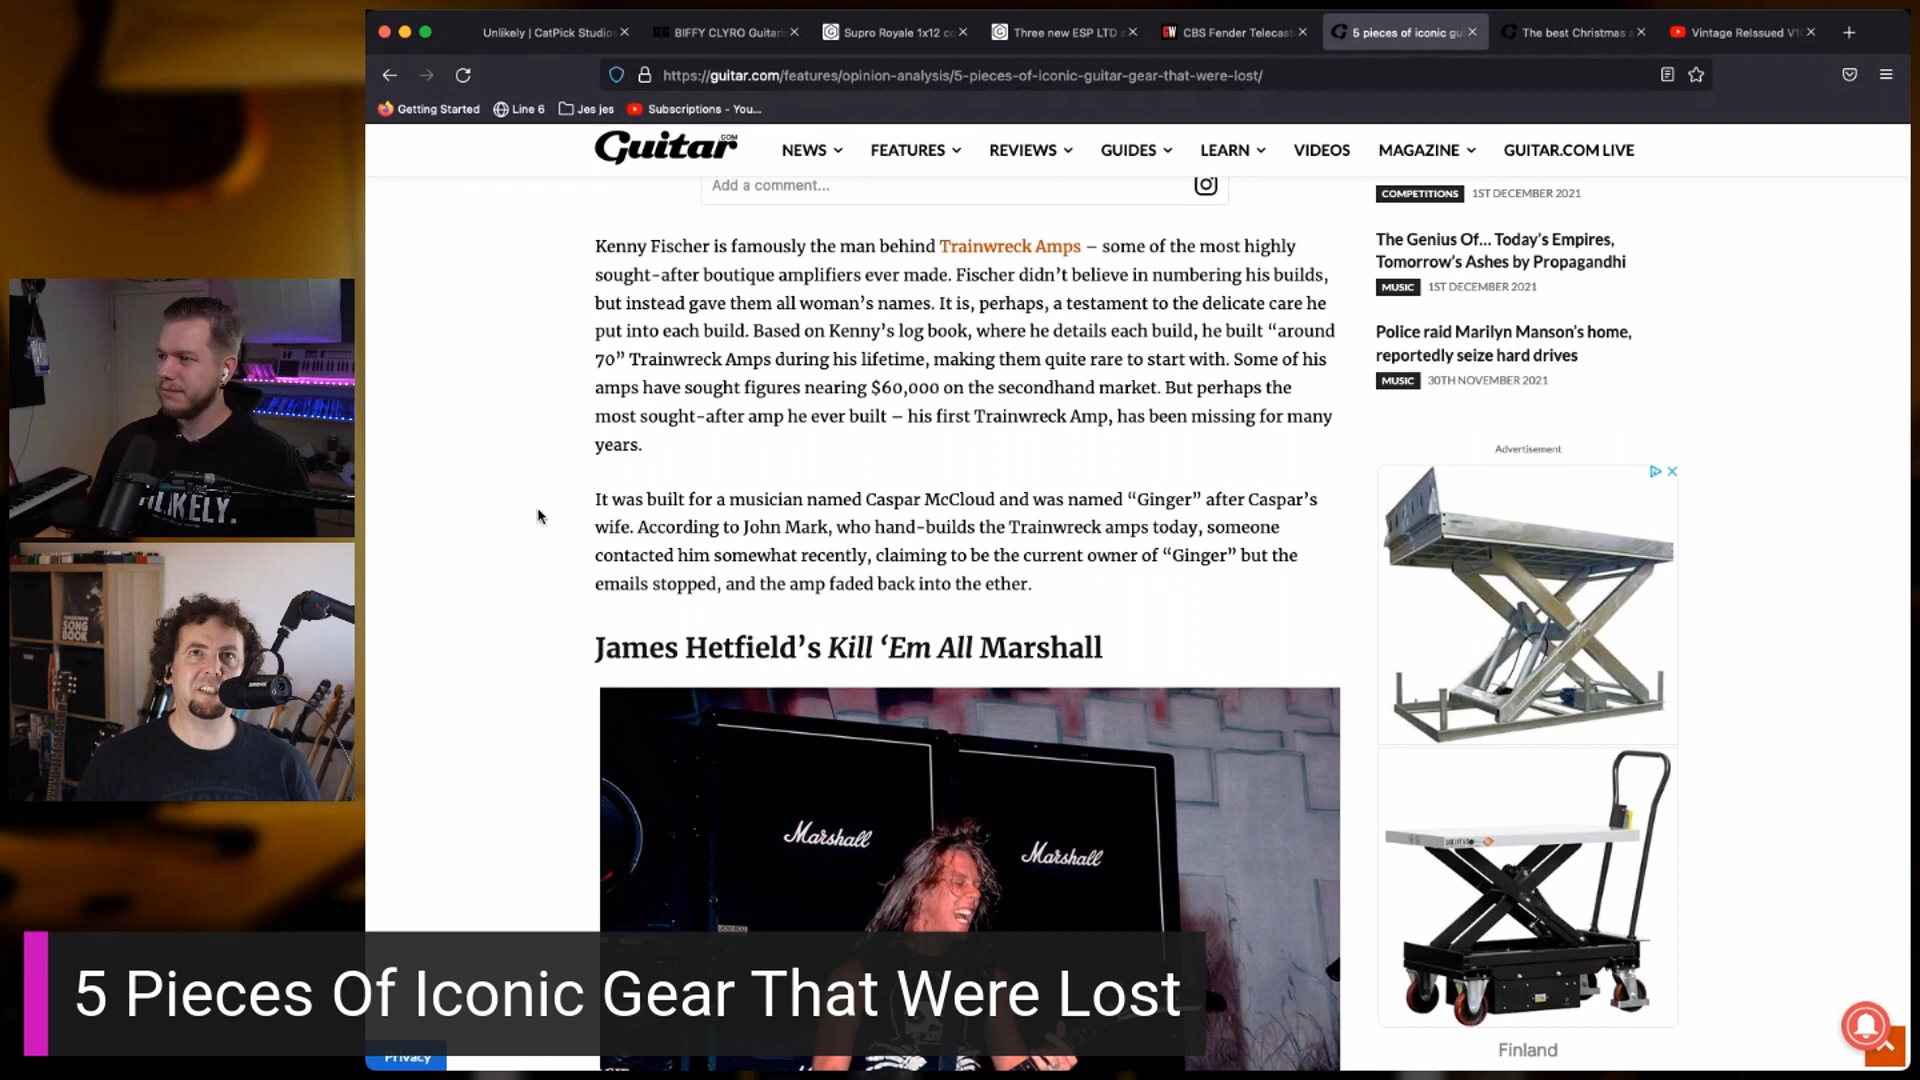 Unlikely | CatPick Studios
BIFFY CLYRO Guitaris
Supro Royale 1x12 co
Three new ESP LTD s
CBS Fender Telecast
5 pieces of iconic gui
The best Christmas a
Vintage ReIssued V1
https://guitar.com/features/opinion-analysis/5-pieces-of-iconic-guitar-gear-that-were-lost/
Getting Started
Line 6
Jes jes
Subscriptions - You...
Guitar.COM
NEWS
FEATURES
REVIEWS
GUIDES
LEARN
VIDEOS
MAGAZINE
GUITAR.COM LIVE
Add a comment...
Kenny Fischer is famously the man behind Trainwreck Amps – some of the most highly
sought-after boutique amplifiers ever made. Fischer didn’t believe in numbering his builds,
but instead gave them all woman’s names. It is, perhaps, a testament to the delicate care he
put into each build. Based on Kenny’s log book, where he details each build, he built “around
70” Trainwreck Amps during his lifetime, making them quite rare to start with. Some of his
amps have sought figures nearing $60,000 on the secondhand market. But perhaps the
most sought-after amp he ever built – his first Trainwreck Amp, has been missing for many
years.
It was built for a musician named Caspar McCloud and was named “Ginger” after Caspar’s
wife. According to John Mark, who hand-builds the Trainwreck amps today, someone
contacted him somewhat recently, claiming to be the current owner of “Ginger” but the
emails stopped, and the amp faded back into the ether.
James Hetfield’s Kill ‘Em All Marshall
Marshall
Marshall
COMPETITIONS 1ST DECEMBER 2021
The Genius Of... Today’s Empires,
Tomorrow’s Ashes by Propagandhi
MUSIC 1ST DECEMBER 2021
Police raid Marilyn Manson’s home,
reportedly seize hard drives
MUSIC 30TH NOVEMBER 2021
Advertisement
Finland
SONG
BOOK
SHURE
5 Pieces Of Iconic Gear That Were Lost
Privacy